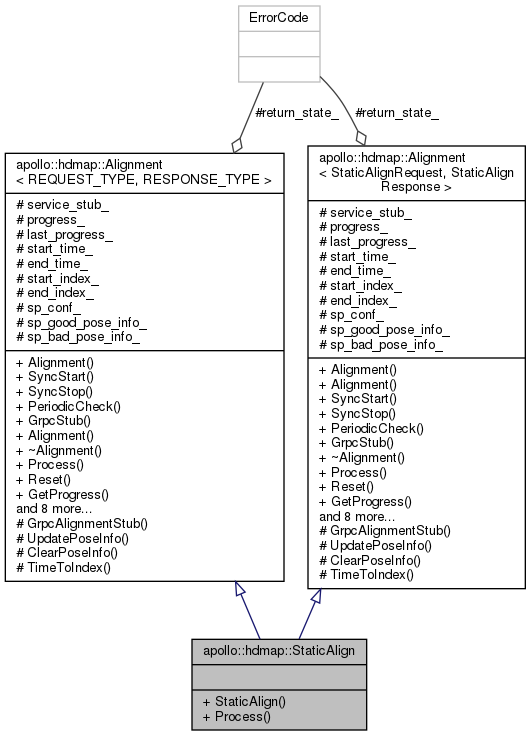 ErrorCode
#return_state_
#return_state_
apollo::hdmap::Alignment
< REQUEST_TYPE, RESPONSE_TYPE >
# service_stub_
# progress_
# last_progress_
# start_time_
# end_time_
# start_index_
# end_index_
# sp_conf_
# sp_good_pose_info_
# sp_bad_pose_info_
+ Alignment()
+ SyncStart()
+ SyncStop()
+ PeriodicCheck()
+ GrpcStub()
+ Alignment()
+ ~Alignment()
+ Process()
+ Reset()
+ GetProgress()
and 8 more...
# GrpcAlignmentStub()
# UpdatePoseInfo()
# ClearPoseInfo()
# TimeToIndex()
apollo::hdmap::Alignment
< StaticAlignRequest, StaticAlign
Response >
# service_stub_
# progress_
# last_progress_
# start_time_
# end_time_
# start_index_
# end_index_
# sp_conf_
# sp_good_pose_info_
# sp_bad_pose_info_
+ Alignment()
+ Alignment()
+ SyncStart()
+ SyncStop()
+ PeriodicCheck()
+ GrpcStub()
+ ~Alignment()
+ Process()
+ Reset()
+ GetProgress()
and 8 more...
# GrpcAlignmentStub()
# UpdatePoseInfo()
# ClearPoseInfo()
# TimeToIndex()
apollo::hdmap::StaticAlign
+ StaticAlign()
+ Process()